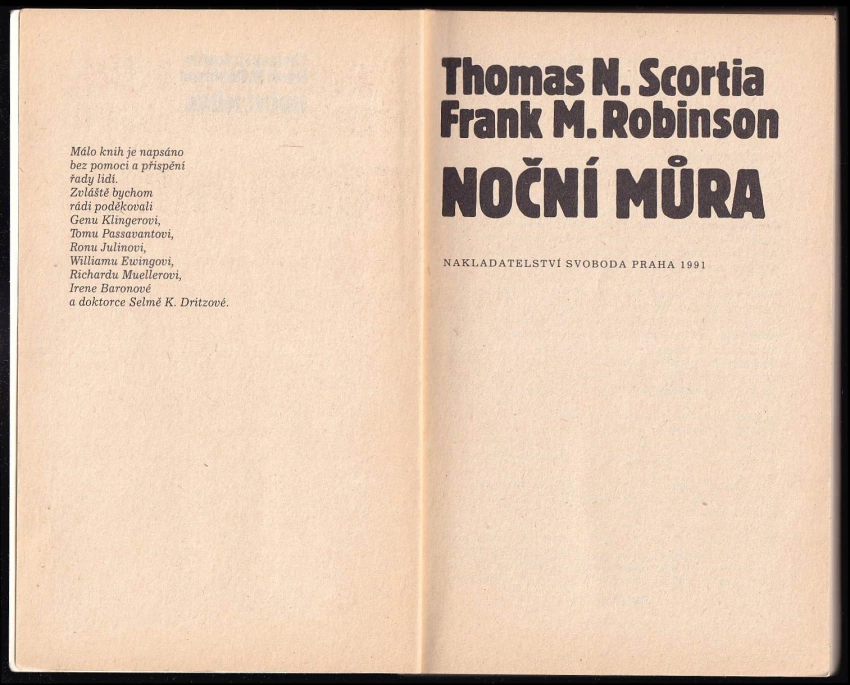 Málo knih je napsáno
bez pomoci a přispění
řady lidí.
Zvláště bychom
rádi poděkovali
Genu Klingerovi,
Tomu Passavantovi,
Ronu Julinovi,
Williamu Ewingovi,
Richardu Muellerovi,
Irene Baronové
a doktorce Selmě K. Dritzové.
Thomas N. Scortia
Frank M. Robinson
NOČNÍ MŮRA
NAKLADATELSTVÍ SVOBODA PRAHA 1991